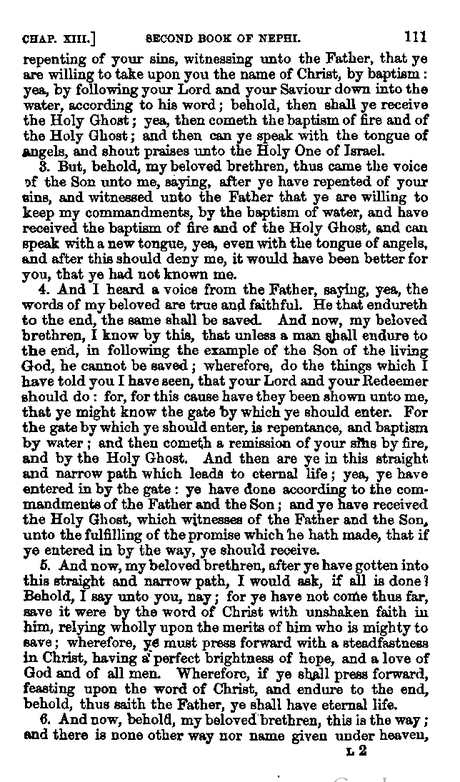 CHAP. XIII.] SECOND BOOK OF NEPHI. 111
repenting of your sins, witnessing unto the Father, that ye
are willing to take upon you the name of Christ, by baptism :
yea, by following your Lord and your Saviour down into the
water, according to his word ; behold, then shall ye receive
the Holy Ghost ; yea, then cometh the baptism of fire and of
the Holy Ghost ; and then can ye speak with the tongue of
angels, and shout praises unto the Holy One of Israel.
3. But, behold, my beloved brethren, thus came the voice
of the Son unto me, saying, after ye have repented of your
sins, and witnessed unto the Father that ye are willing to
keep my commandments, by the baptism of water, and have
received the baptism of fire and of the Holy Ghost, and can
speak with a new tongue, yea, even with the tongue of angels,
and after this should deny me, it would have been better for
you, that ye had not known me.
4. And I heard a voice from the Father, saying, yea, the
words of my beloved are true and faithful. He that endureth
to the end, the same shall be saved. And now, my beloved
brethren, I know by this, that unless a man shall endure to
the end, in following the example of the Son of the living
God, he cannot be saved ; wherefore, do the things which I
have told you I have seen, that your Lord and your Redeemer
should do : for, for this cause have they been shown unto me,
that ye might know the gate by which ye should enter. For
the gate by which ye should enter, is repentance, and baptism
by water ; and then cometh a remission of your sins by fire,
and by the Holy Ghost. And then are ye in this straight
and narrow path which leads to eternal life ; yea, ye have
entered in by the gate : ye have done according to the com-
mandments of the Father and the Son ; and ye have received
the Holy Ghost, which witnesses of the Father and the Son,
unto the fulfilling of the promise which he hath made, that if
ye entered in by the way, ye should receive.
5. And now, my beloved brethren, after ye have gotten into
this straight and narrow path, I would ask, if all is done ?
Behold, I say unto you, nay ; for ye have not come thus far,
save it were by the word of Christ with unshaken faith in
him, relying wholly upon the merits of him who is mighty to
save ; wherefore, ye must press forward with a steadfastness
in Christ, having a perfect brightness of hope, and a love of
God and of all men. Wherefore, if ye shall press forward,
feasting upon the word of Christ, and endure to the end,
behold, thus saith the Father, ye shall have eternal life.
6. And now, behold, my beloved brethren, this is the way ;
and there is none other way nor name given under heaven,
L 2